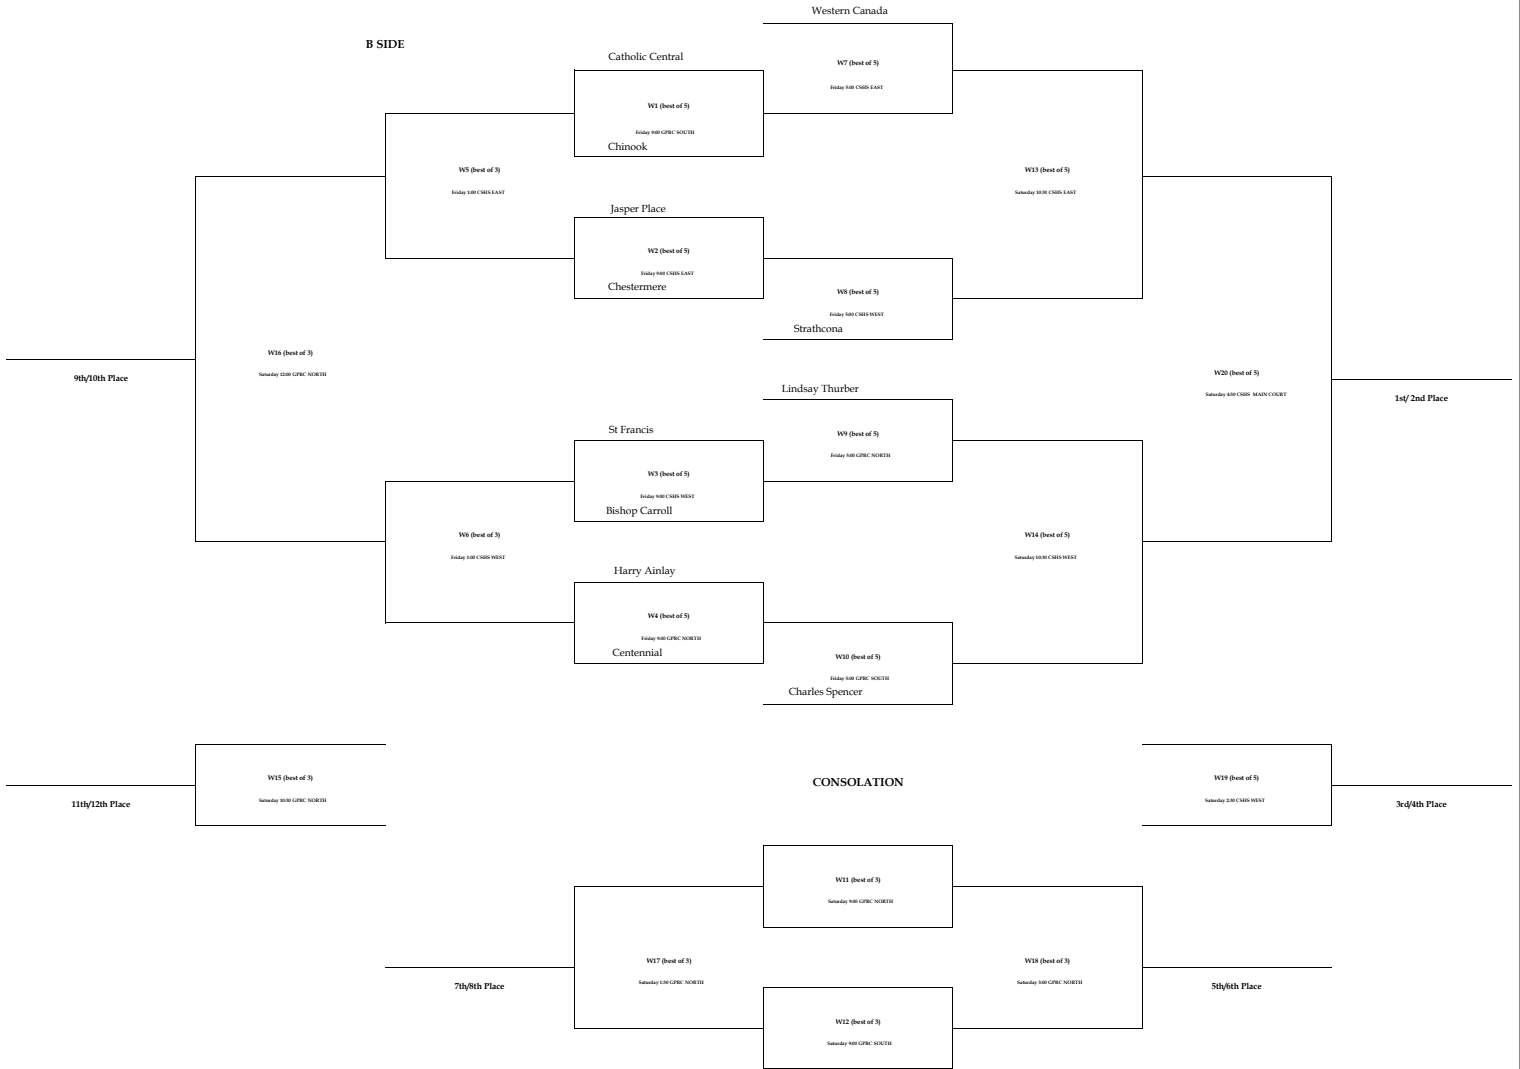 Western Canada
B SIDE
Catholic Central
W7 (best of 5)
Friday 5:00 CSHS EAST
W1 (best of 5)
Friday 9:00 GPRC SOUTH
Chinook
W5 (best of 3)
Friday 1:00 CSHS EAST
W13 (best of 5)
Saturday 10:30 CSHS EAST
Jasper Place
W2 (best of 5)
Friday 9:00 CSHS EAST
Chestermere
W8 (best of 5)
Friday 5:00 CSHS WEST
Strathcona
W16 (best of 3)
Saturday 12:00 GPRC NORTH
9th/10th Place
W20 (best of 5)
Saturday 4:30 CSHS MAIN COURT
1st/ 2nd Place
Lindsay Thurber
St Francis
W9 (best of 5)
Friday 5:00 GPRC NORTH
W3 (best of 5)
Friday 9:00 CSHS WEST
Bishop Carroll
W6 (best of 3)
Friday 1:00 CSHS WEST
W14 (best of 5)
Saturday 10:30 CSHS WEST
Harry Ainlay
W4 (best of 5)
Friday 9:00 GPRC NORTH
Centennial
W10 (best of 5)
Friday 5:00 GPRC SOUTH
Charles Spencer
W15 (best of 3)
Saturday 10:30 GPRC NORTH
11th/12th Place
CONSOLATION
W19 (best of 5)
Saturday 2:30 CSHS WEST
3rd/4th Place
W11 (best of 3)
Saturday 9:00 GPRC NORTH
W17 (best of 3)
Saturday 1:30 GPRC NORTH
W18 (best of 3)
Saturday 3:00 GPRC NORTH
7th/8th Place
5th/6th Place
W12 (best of 3)
Saturday 9:00 GPRC SOUTH